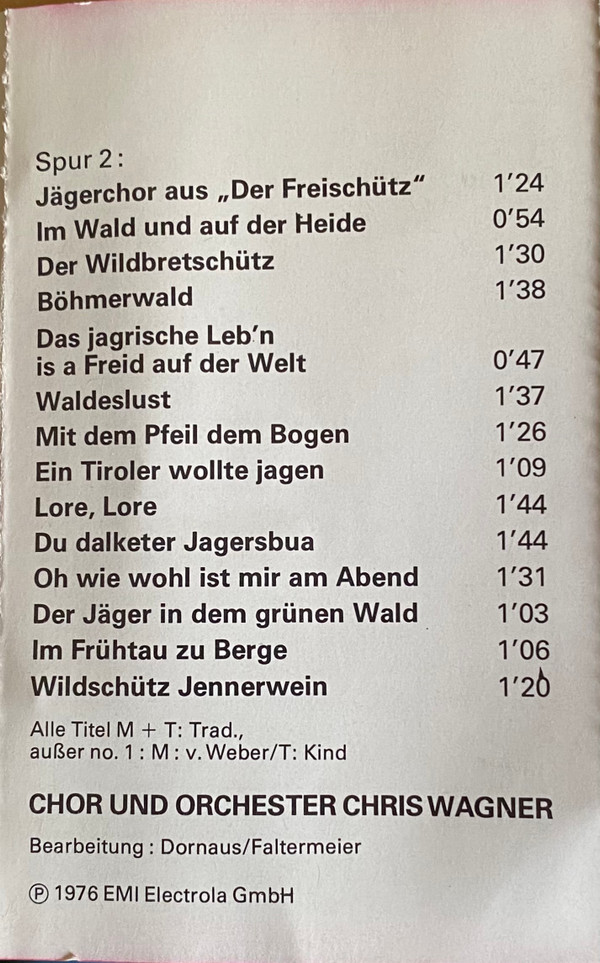 Spur 2:
Jägerchor aus „Der Freischütz“ 1'24
Im Wald und auf der Heide 0'54
Der Wildbretschütz 1'30
Böhmerwald 1'38
Das jagrische Leb'n
is a Freid auf der Welt 0'47
Waldeslust 1'37
Mit dem Pfeil dem Bogen 1'26
Ein Tiroler wollte jagen 1'09
Lore, Lore 1'44
Du dalketer Jagersbua 1'44
Oh wie wohl ist mir am Abend 1'31
Der Jäger in dem grünen Wald 1'03
Im Frühtau zu Berge 1'06
Wildschütz Jennerwein 1'20
Alle Titel M + T: Trad.,
außer no. 1 : M : v. Weber/T: Kind
CHOR UND ORCHESTER CHRIS WAGNER
Bearbeitung : Dornaus/Faltermeier
℗ 1976 EMI Electrola GmbH